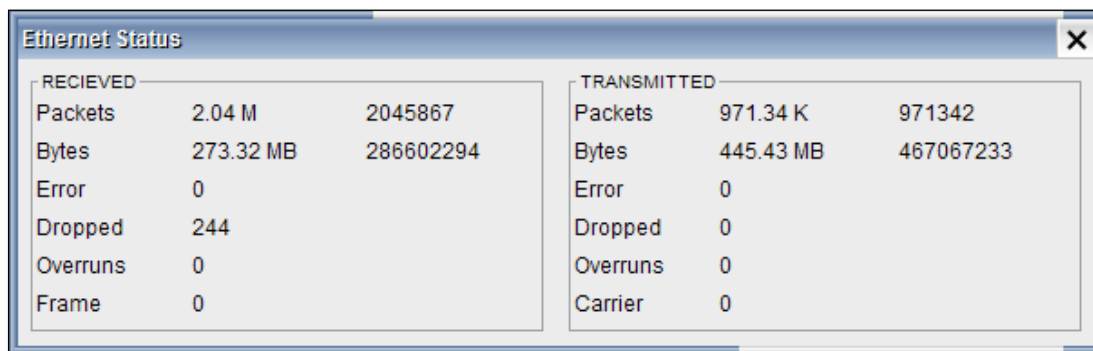 Ethernet Status
RECIEVED
Packets 2.04 M 2045867
Bytes 273.32 MB 286602294
Error 0
Dropped 244
Overruns 0
Frame 0
TRANSMITTED
Packets 971.34 K 971342
Bytes 445.43 MB 467067233
Error 0
Dropped 0
Overruns 0
Carrier 0